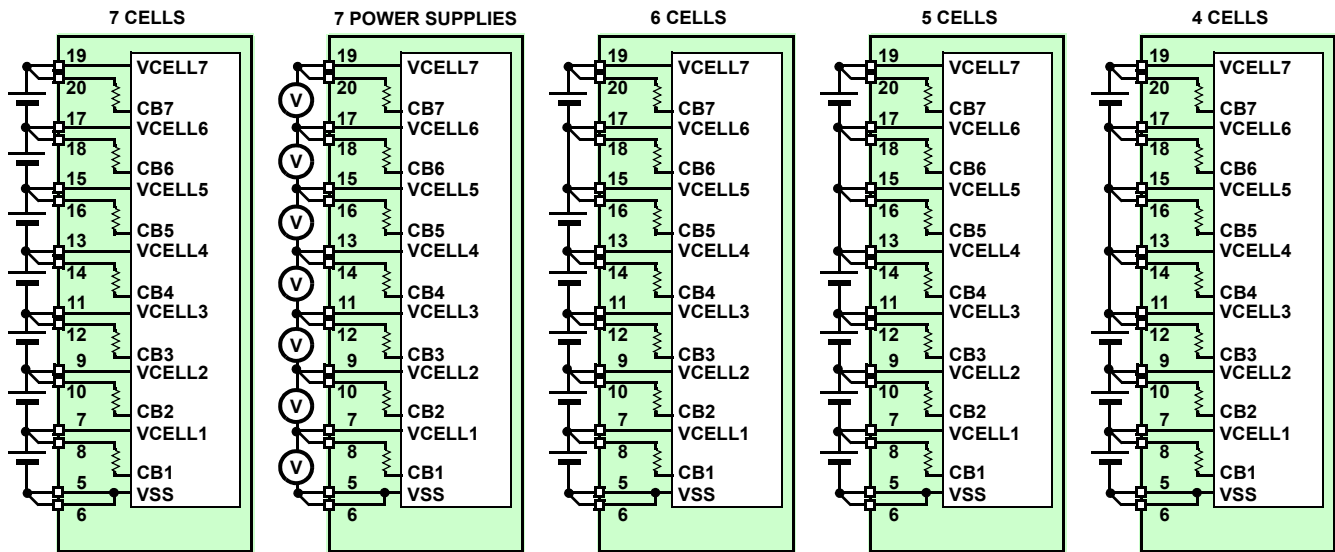 7 CELLS
19
VCELL7
20
CB7
17
VCELL6
18
CB6
15
VCELL5
16
CB5
13
VCELL4
14
CB4
11
VCELL3
12
CB3
9
VCELL2
10
CB2
7
VCELL1
8
CB1
5
VSS
6
7 POWER SUPPLIES
19
VCELL7
V
20
CB7
17
VCELL6
V
18
CB6
15
VCELL5
V
16
CB5
13
VCELL4
V
14
CB4
11
VCELL3
V
12
CB3
9
VCELL2
V
10
CB2
7
VCELL1
V
8
CB1
5
VSS
6
6 CELLS
19
VCELL7
20
CB7
17
VCELL6
18
CB6
15
VCELL5
16
CB5
13
VCELL4
14
CB4
11
VCELL3
12
CB3
9
VCELL2
10
CB2
7
VCELL1
8
CB1
5
VSS
6
5 CELLS
19
VCELL7
20
CB7
17
VCELL6
18
CB6
15
VCELL5
16
CB5
13
VCELL4
14
CB4
11
VCELL3
12
CB3
9
VCELL2
10
CB2
7
VCELL1
8
CB1
5
VSS
6
4 CELLS
19
VCELL7
20
CB7
17
VCELL6
18
CB6
15
VCELL5
16
CB5
13
VCELL4
14
CB4
11
VCELL3
12
CB3
9
VCELL2
10
CB2
7
VCELL1
8
CB1
5
VSS
6